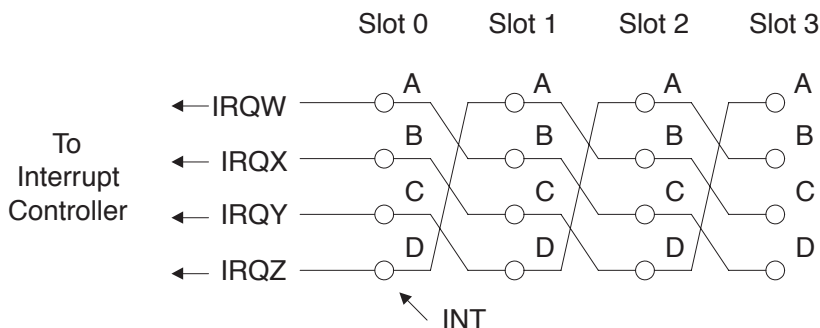 Slot 0 Slot 1 Slot 2 Slot 3
IRQW A A A A
IRQX B B B B
IRQY C C C C
IRQZ D D D D
To
Interrupt
Controller
INT